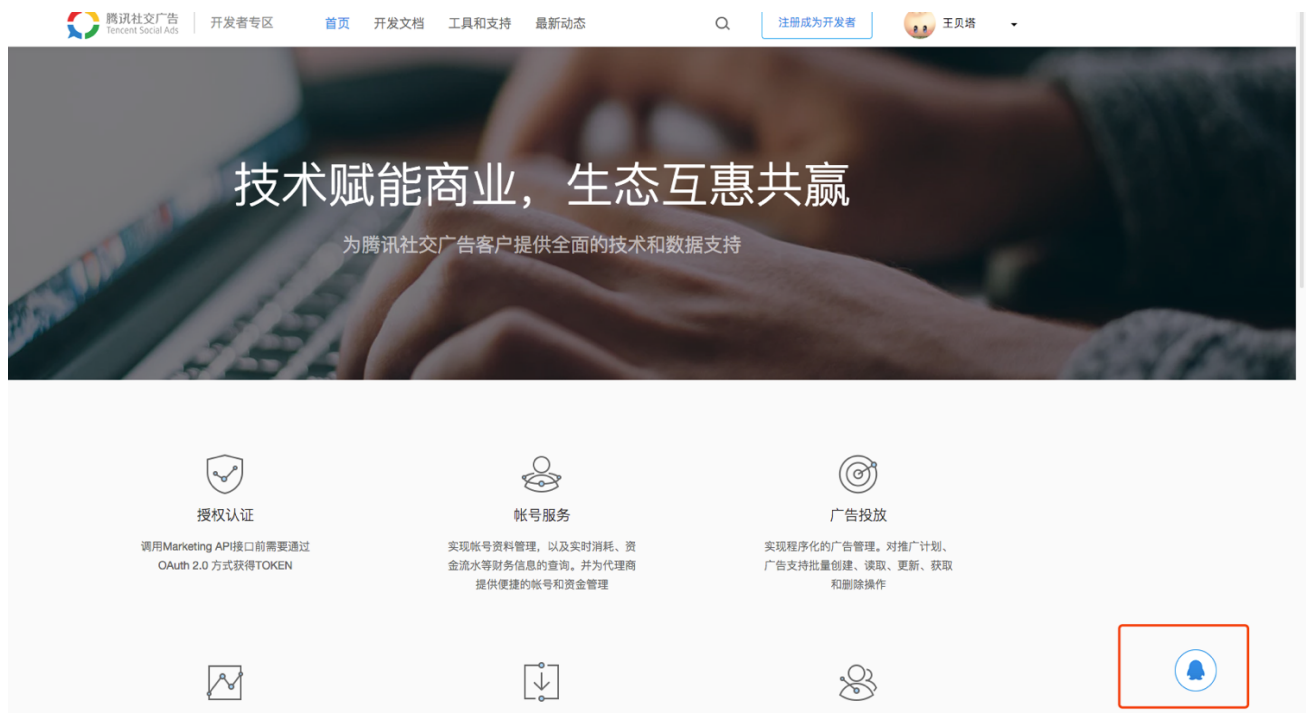 腾讯社交广告
Tencent Social Ads
开发者专区
首页
开发文档
工具和支持
最新动态
注册成为开发者
王贝塔
技术赋能商业，生态互惠共赢
为腾讯社交广告客户提供全面的技术和数据支持
授权认证
调用Marketing API接口前需要通过
OAuth 2.0 方式获得TOKEN
帐号服务
实现帐号资料管理，以及实时消耗、资
金流水等财务信息的查询。并为代理商
提供便捷的帐号和资金管理
广告投放
实现程序化的广告管理。对推广计划、
广告支持批量创建、读取、更新、获取
和删除操作